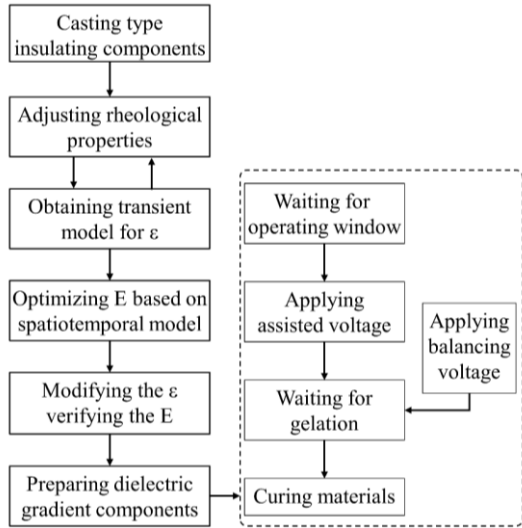 Casting type
insulating components
Adjusting rheological
properties
Obtaining transient
model for ε
Optimizing E based on
spatiotemporal model
Modifying the ε
verifying the E
Preparing dielectric
gradient components
Waiting for
operating window
Applying
assisted voltage
Applying
balancing
voltage
Waiting for
gelation
Curing materials